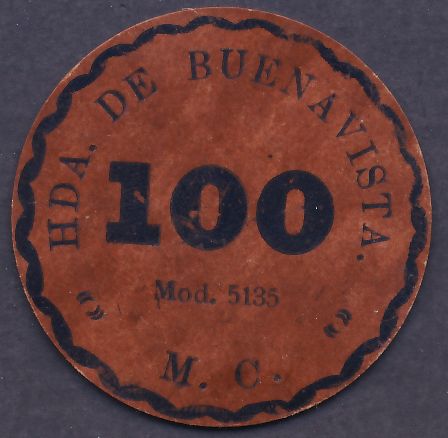 HDA. DE BUENAVISTA.
100
Mod. 5135
M. C.